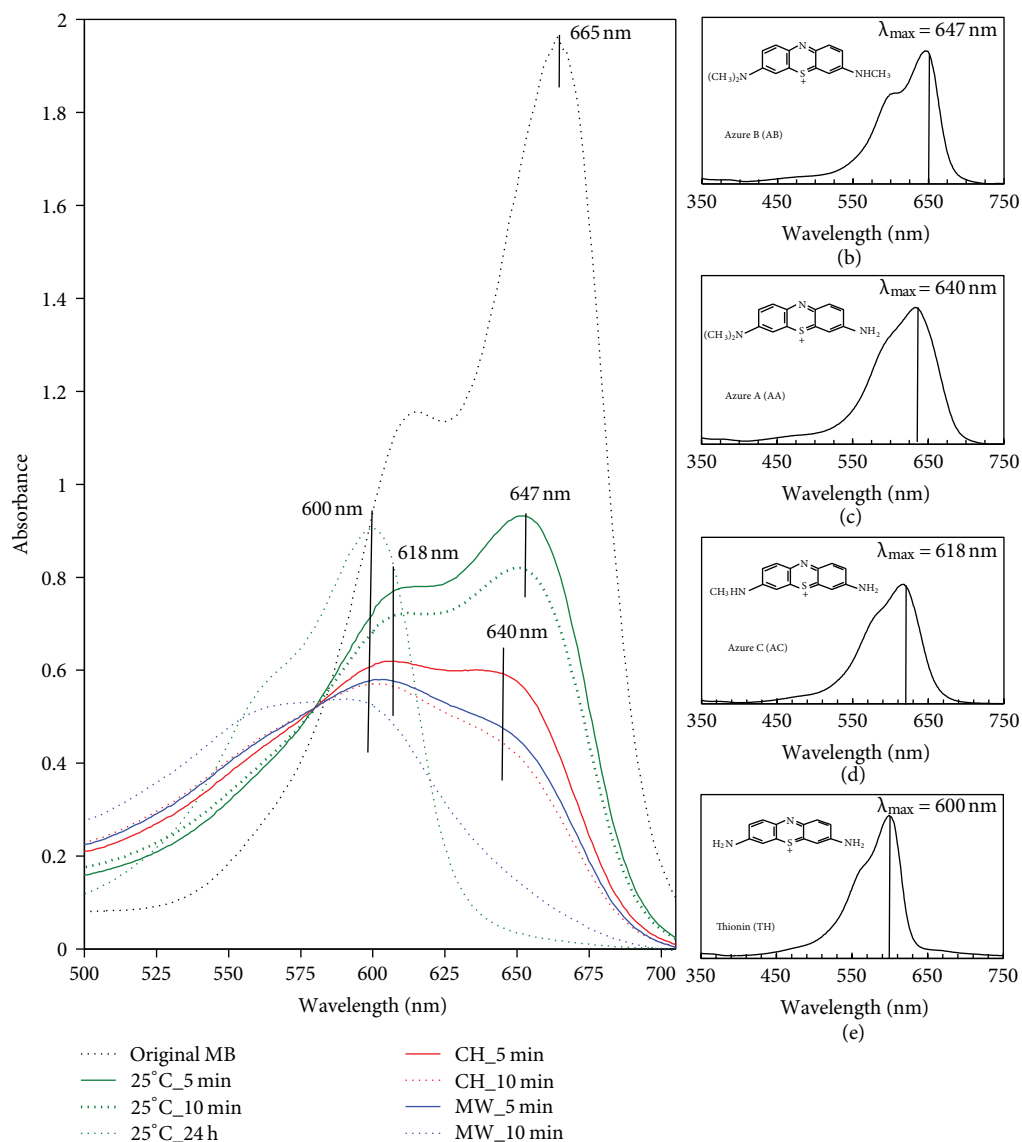 2
1.8
1.6
1.4
1.2
1
0.8
0.6
0.4
0.2
0
Absorbance
665 nm
600 nm
618 nm
647 nm
640 nm
500 525 550 575 600 625 650 675 700
Wavelength (nm)
Original MB
25°C_5 min
25°C_10 min
25°C_24 h
CH_5 min
CH_10 min
MW_5 min
MW_10 min
λmax = 647 nm
N
(CH3)2N S NHCH3
+
Azure B (AB)
350 450 550 650 750
Wavelength (nm)
(b)
λmax = 640 nm
N
(CH3)2N S NH2
+
Azure A (AA)
350 450 550 650 750
Wavelength (nm)
(c)
λmax = 618 nm
N
CH3HN S NH2
+
Azure C (AC)
350 450 550 650 750
Wavelength (nm)
(d)
λmax = 600 nm
N
H2N S NH2
+
Thionin (TH)
350 450 550 650 750
Wavelength (nm)
(e)